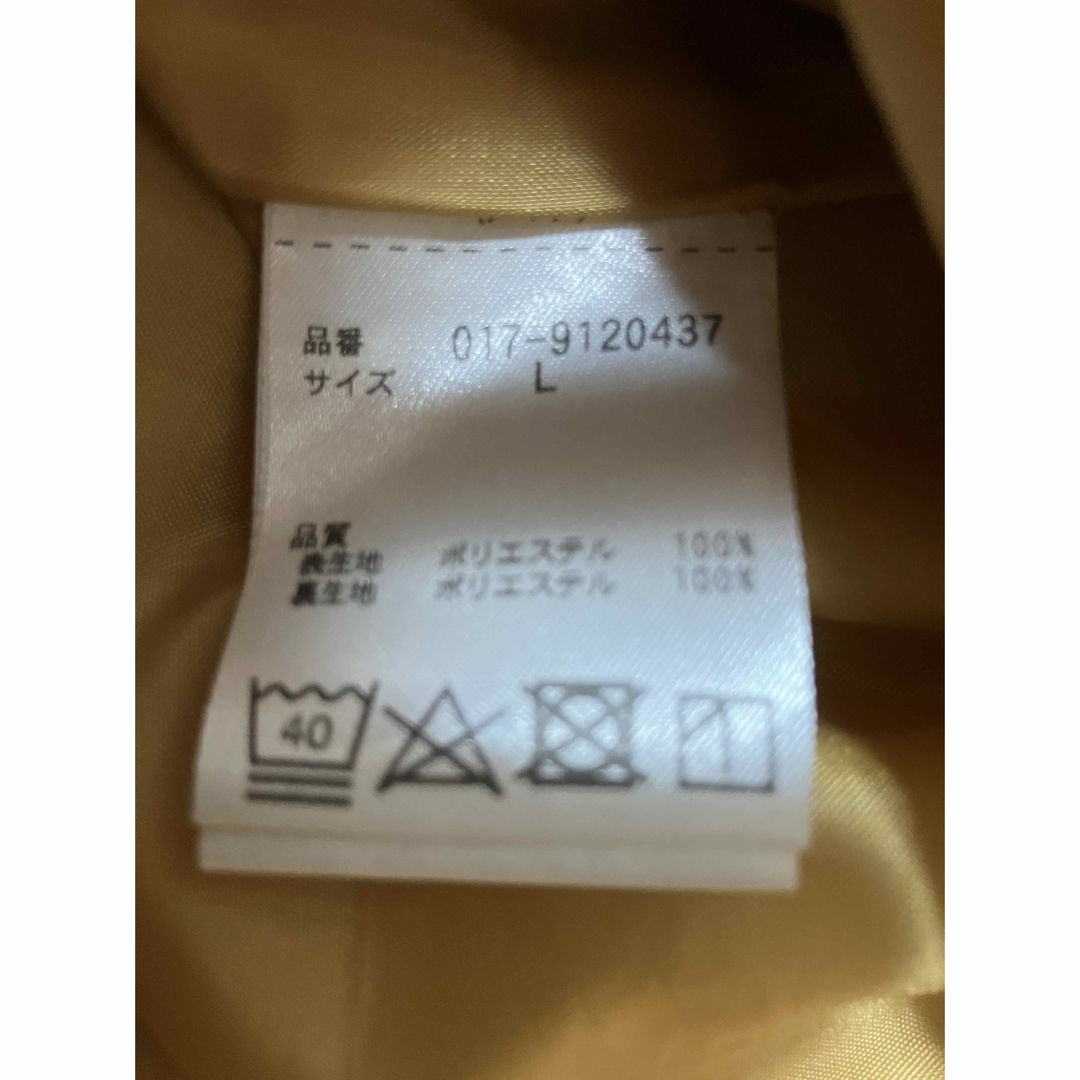 品番 017-9120437
サイズ L
品質
表生地 ポリエステル 100%
裏生地 ポリエステル 100%
40